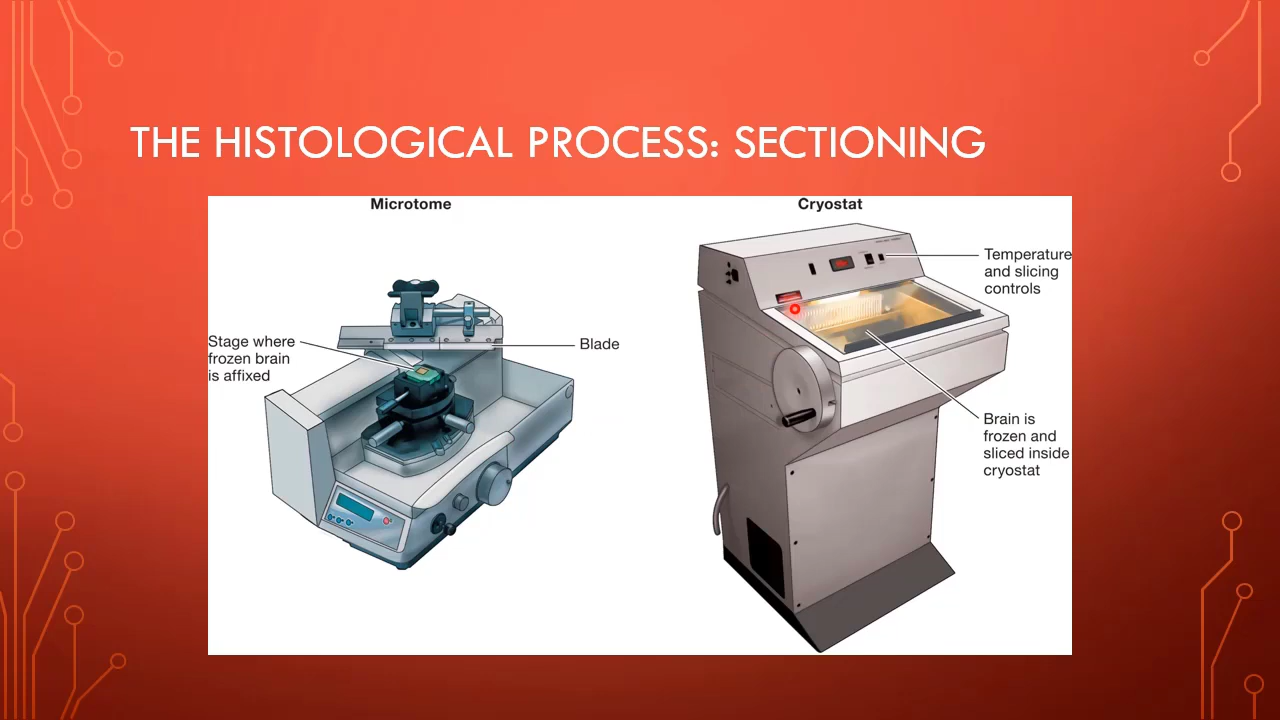 THE HISTOLOGICAL PROCESS: SECTIONING
Microtome
Stage where
frozen brain
is affixed
Blade
Cryostat
Temperature
and slicing
controls
Brain is
frozen and
sliced inside
cryostat